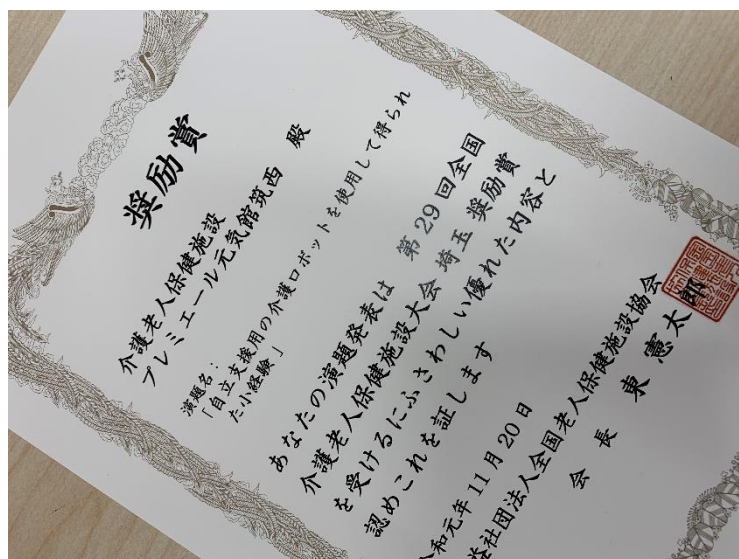 奨励賞
介護老人保健施設
プレミエール元気館筑西 殿
演題名：
「自立支援用の介護ロボットを使用して得られ
た小経験」
あなたの演題発表は 第29回全国
介護老人保健施設大会 埼玉 奨励賞
を受けるにふさわしい優れた内容と
認めこれを証します
和元年11月20日
益社団法人全国老人保健施設協会
会長 東 憲太郎